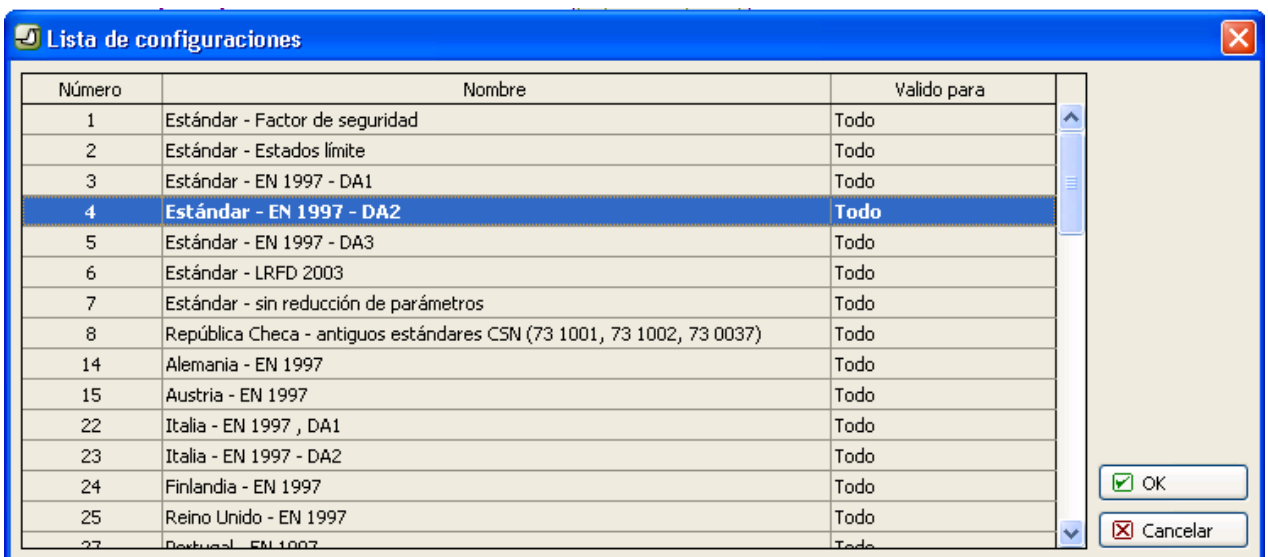 Lista de configuraciones
Número Nombre Valido para
1 Estándar - Factor de seguridad Todo
2 Estándar - Estados límite Todo
3 Estándar - EN 1997 - DA1 Todo
4 Estándar - EN 1997 - DA2 Todo
5 Estándar - EN 1997 - DA3 Todo
6 Estándar - LRFD 2003 Todo
7 Estándar - sin reducción de parámetros Todo
8 República Checa - antiguos estándares CSN (73 1001, 73 1002, 73 0037) Todo
14 Alemania - EN 1997 Todo
15 Austria - EN 1997 Todo
22 Italia - EN 1997 , DA1 Todo
23 Italia - EN 1997 - DA2 Todo
24 Finlandia - EN 1997 Todo
OK
25 Reino Unido - EN 1997 Todo
Cancelar
27 Portugal - EN 1997 Todo